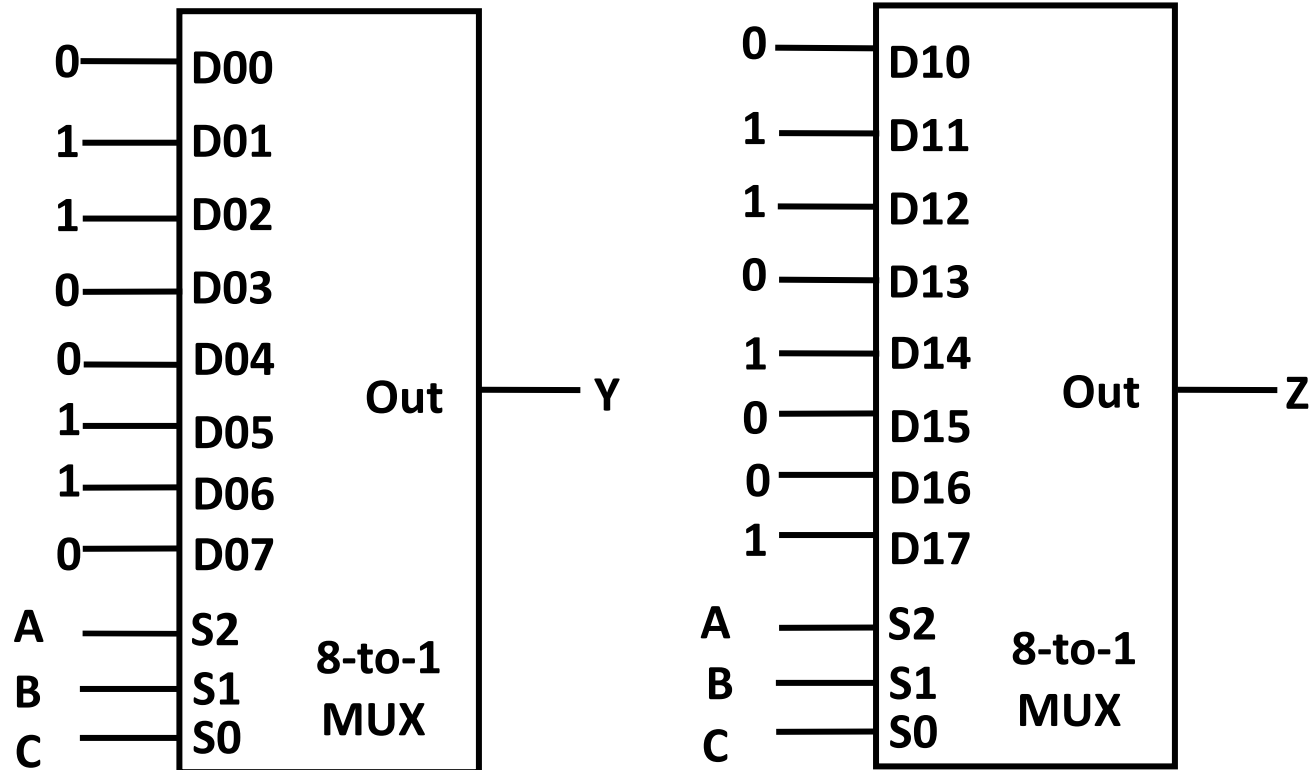 0 D00
1 D01
1 D02
0 D03
0 D04
1 D05
1 D06
0 D07
Out Y
A S2
B S1
C S0
8-to-1
MUX
0 D10
1 D11
1 D12
0 D13
1 D14
0 D15
0 D16
1 D17
Out Z
A S2
B S1
C S0
8-to-1
MUX